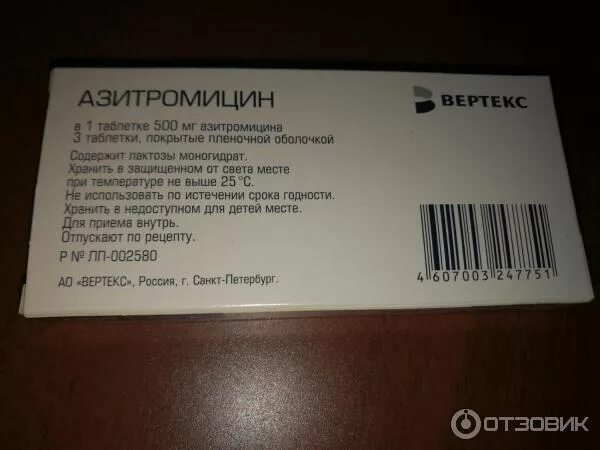 АЗИТРОМИЦИН
ВЕРТЕКС
в 1 таблетке 500 мг азитромицина
3 таблетки, покрытые пленочной оболочкой
Содержит лактозы моногидрат.
Хранить в защищенном от света месте
при температуре не выше 25 °С.
Не использовать по истечении срока годности.
Хранить в недоступном для детей месте.
Для приема внутрь.
Отпускают по рецепту.
Р № ЛП-002580
АО «ВЕРТЕКС», Россия, г. Санкт-Петербург.
4 607003 247751
ОТЗОВИК